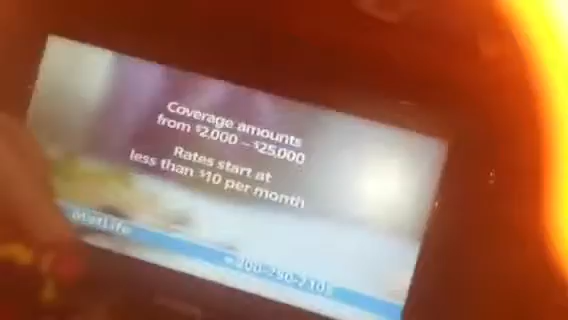 Coverage amounts
from $2,000 – $25,000
Rates start at
less than $10 per month
MetLife